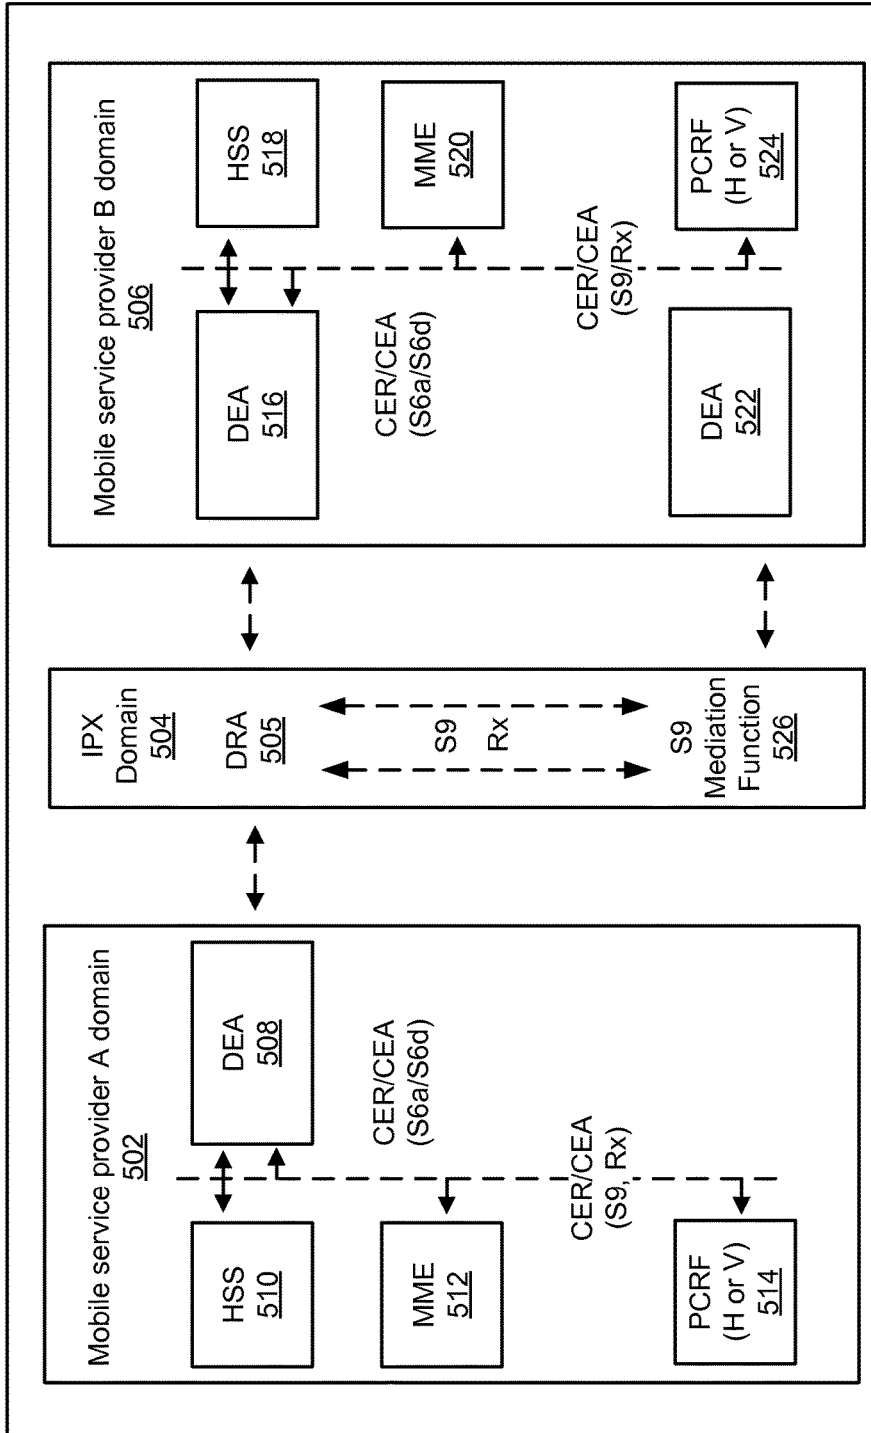 Mobile service provider A domain
502
HSS
510
DEA
508
CER/CEA
(S6a/S6d)
MME
512
CER/CEA
(S9, Rx)
PCRF
(H or V)
514
IPX
Domain
504
DRA
505
S9
Rx
S9
Mediation
Function
526
Mobile service provider B domain
506
DEA
516
HSS
518
CER/CEA
(S6a/S6d)
MME
520
CER/CEA
(S9/Rx)
DEA
522
PCRF
(H or V)
524